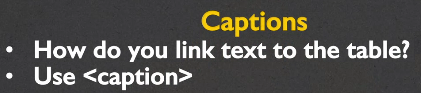 Captions
• How do you link text to the table?
• Use <caption>